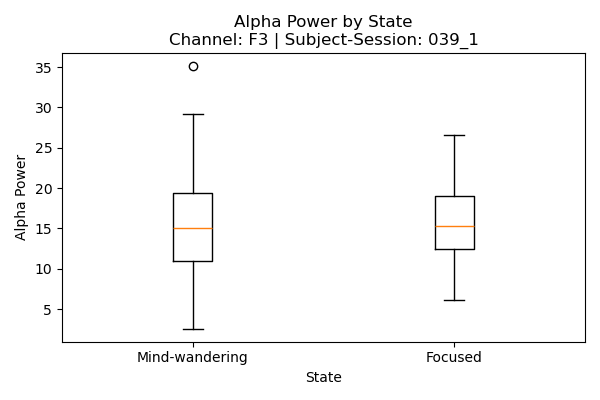 Alpha Power by State
Channel: F3 | Subject-Session: 039_1
Alpha Power
35
30
25
20
15
10
5
Mind-wandering
Focused
State